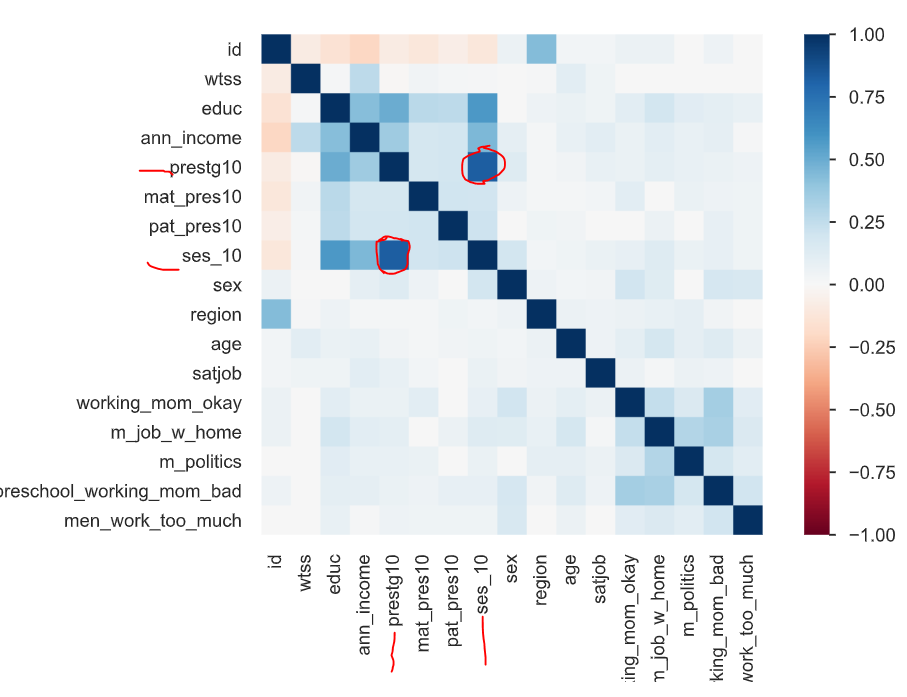 id
wtss
educ
ann_income
prestg10
mat_pres10
pat_pres10
ses_10
sex
region
age
satjob
working_mom_okay
m_job_w_home
m_politics
preschool_working_mom_bad
men_work_too_much
id
wtss
educ
ann_income
prestg10
mat_pres10
pat_pres10
ses_10
sex
region
age
satjob
king_mom_okay
m_job_w_home
m_politics
king_mom_bad
work_too_much
1.00
0.75
0.50
0.25
0.00
−0.25
−0.50
−0.75
−1.00